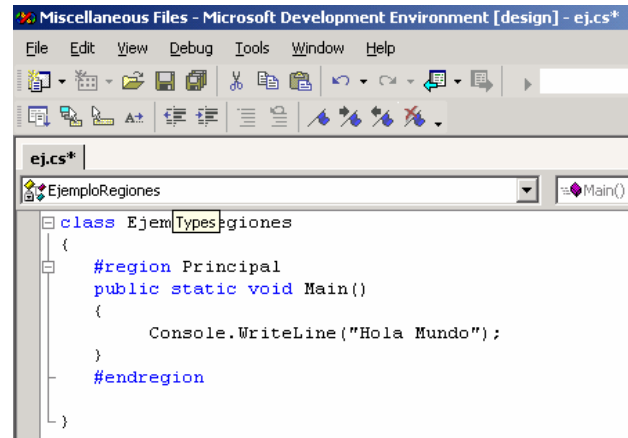 Miscellaneous Files - Microsoft Development Environment [design] - ej.cs*
File Edit View Debug Tools Window Help
ej.cs*
EjemploRegiones Main()
class Ejem Types egiones
{
#region Principal
public static void Main()
{
Console.WriteLine("Hola Mundo");
}
#endregion
}